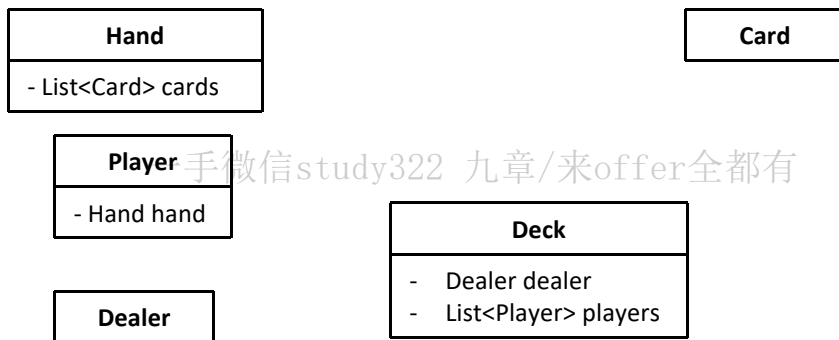 Hand
- List<Card> cards
Card
Player
- Hand hand
手微信study322 九章/来offer全都有
Deck
- Dealer dealer
- List<Player> players
Dealer